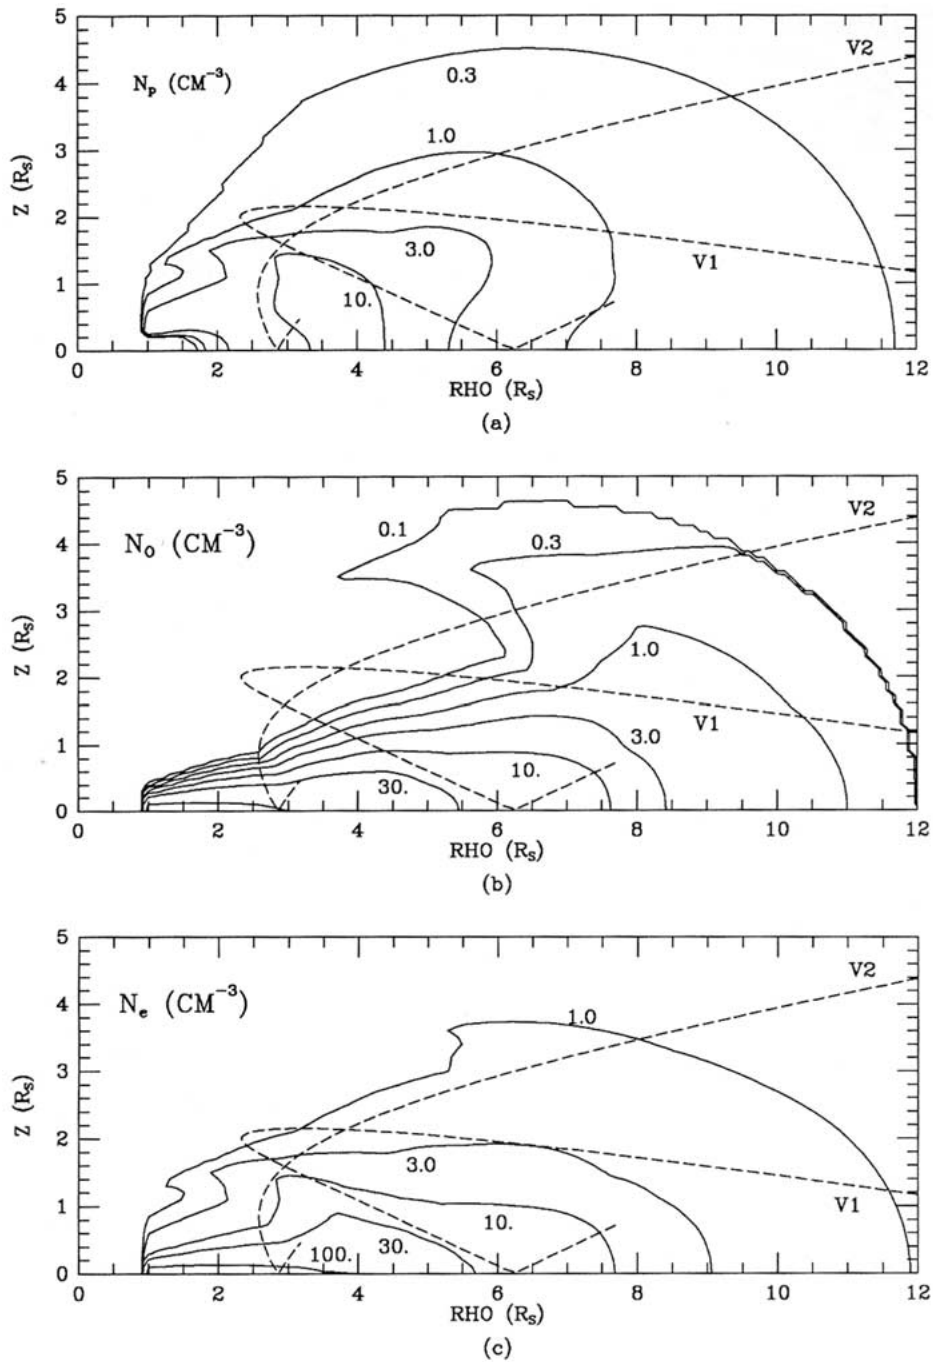 5
4
3
2
1
0
Z (R_S)
N_p (CM^-3)
0.3
1.0
3.0
10.
V2
V1
0 2 4 6 8 10 12
RHO (R_S)
(a)
5
4
3
2
1
0
Z (R_S)
N_O (CM^-3)
0.1
0.3
1.0
3.0
10.
30.
V2
V1
0 2 4 6 8 10 12
RHO (R_S)
(b)
5
4
3
2
1
0
Z (R_S)
N_e (CM^-3)
1.0
3.0
10.
30.
100.
V2
V1
0 2 4 6 8 10 12
RHO (R_S)
(c)